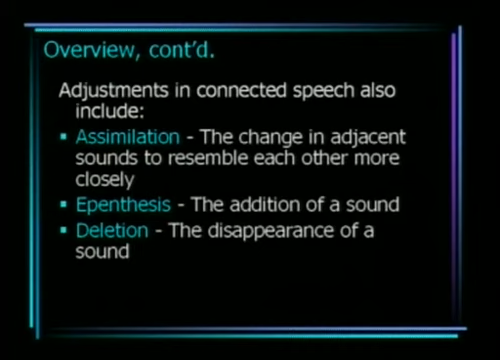 Overview, cont'd.
Adjustments in connected speech also
include:
▪ Assimilation - The change in adjacent
sounds to resemble each other more
closely
▪ Epenthesis - The addition of a sound
▪ Deletion - The disappearance of a
sound